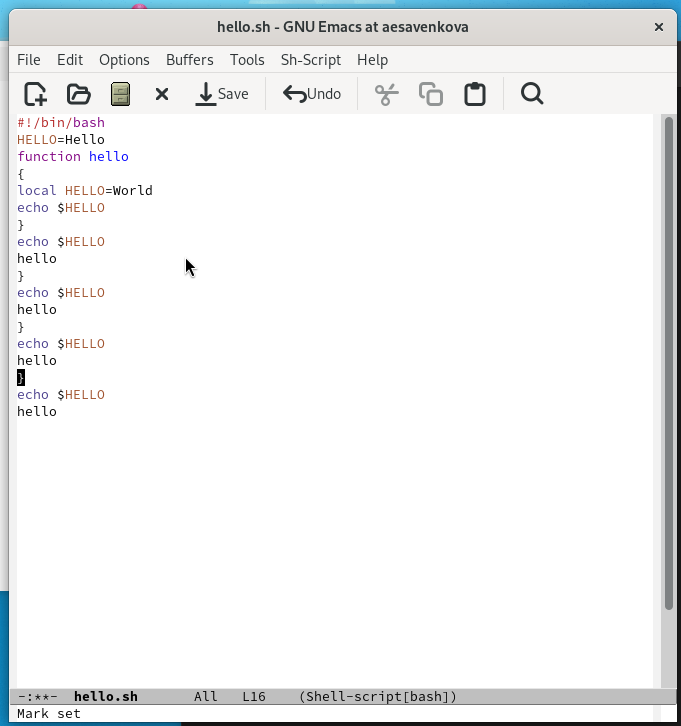 hello.sh - GNU Emacs at aesavenkova ×
File Edit Options Buffers Tools Sh-Script Help
Save Undo
#!/bin/bash
HELLO=Hello
function hello
{
local HELLO=World
echo $HELLO
}
echo $HELLO
hello
}
echo $HELLO
hello
}
echo $HELLO
hello
}
echo $HELLO
hello
-:**- hello.sh All L16 (Shell-script[bash])
Mark set